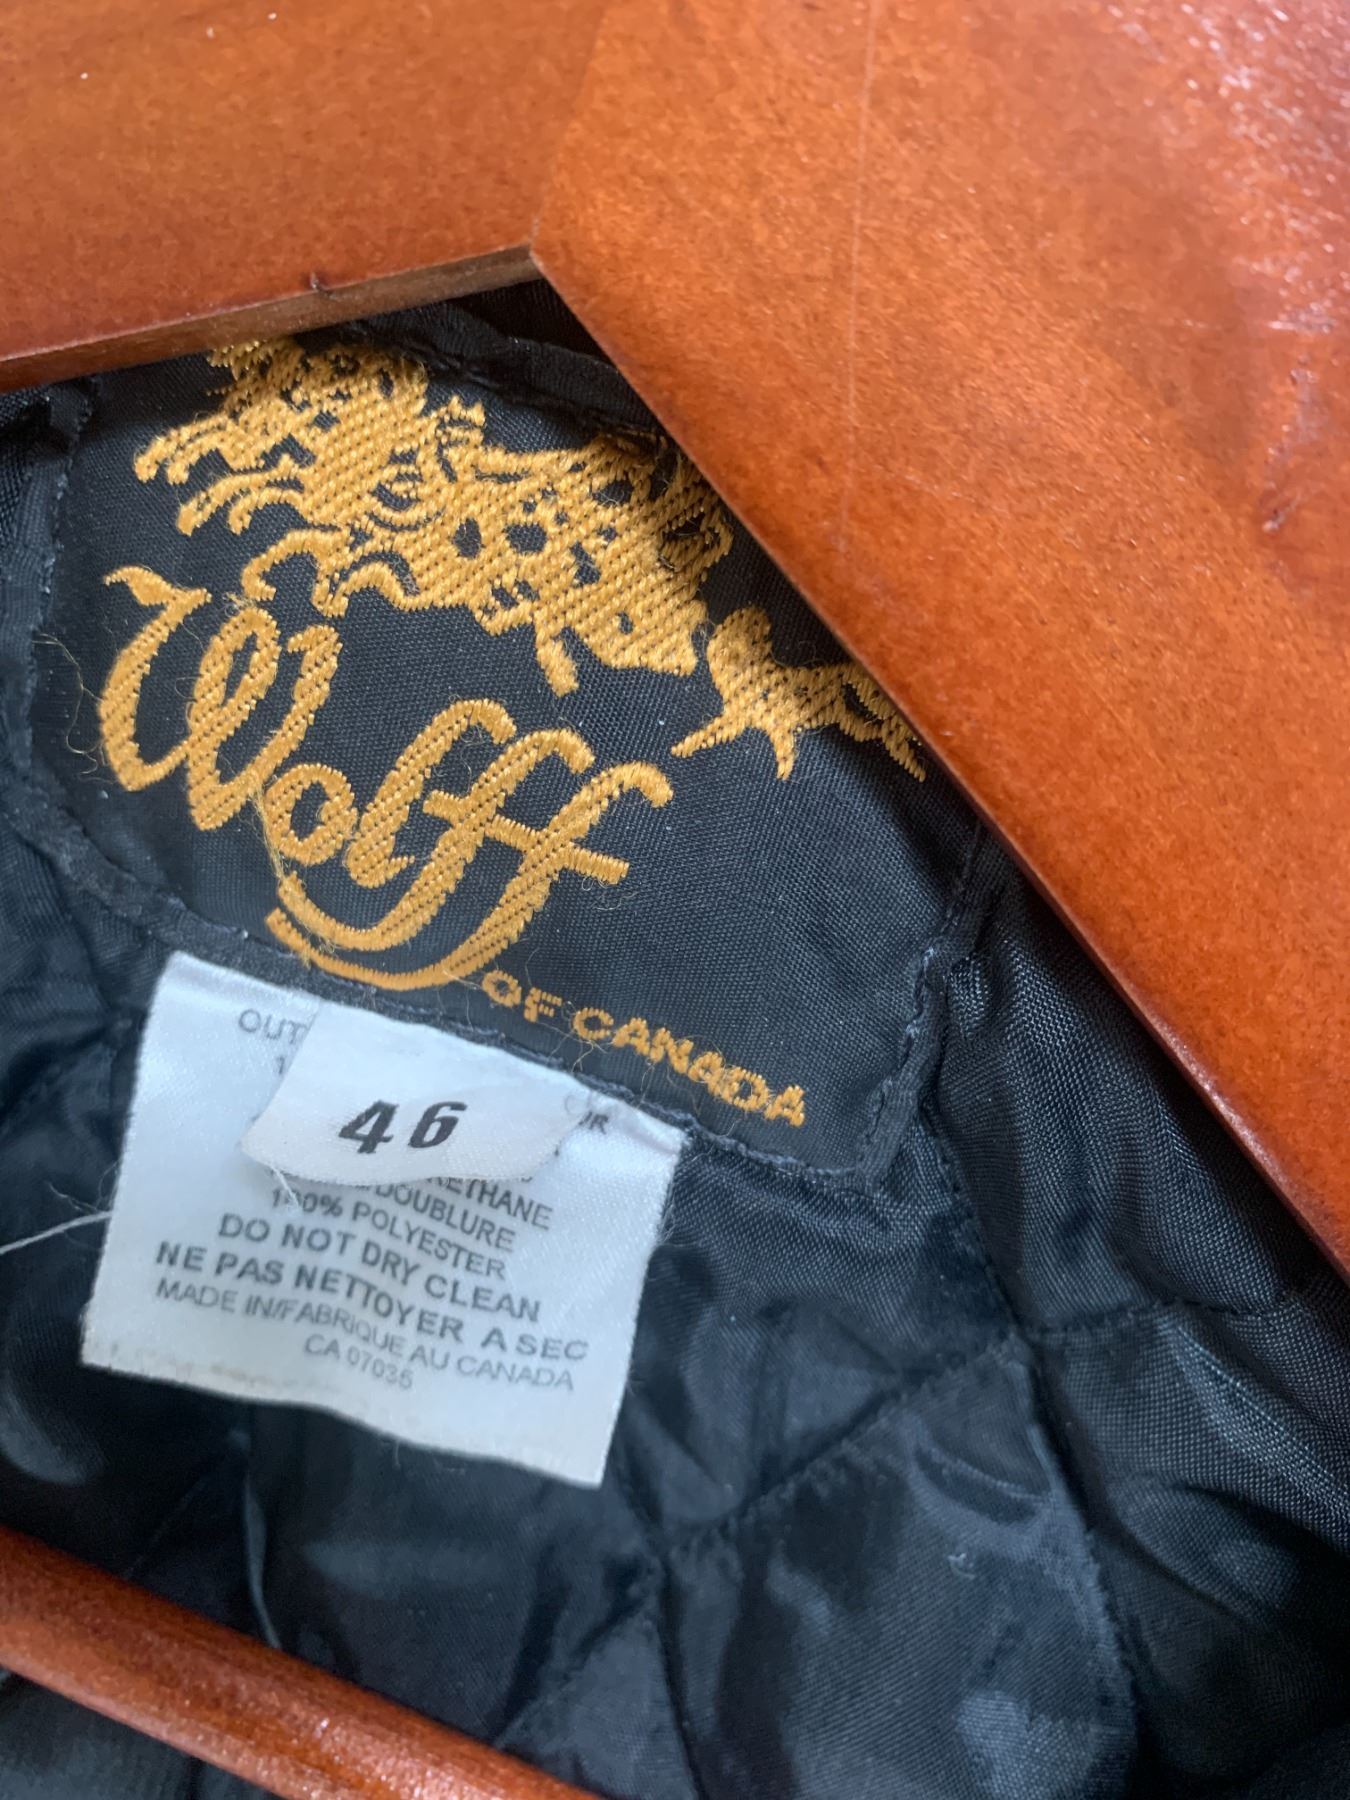 Wolff
OF CANADA
46
DOUBLURE
100% POLYESTER
DO NOT DRY CLEAN
NE PAS NETTOYER A SEC
MADE IN/FABRIQUE AU CANADA
CA 07035